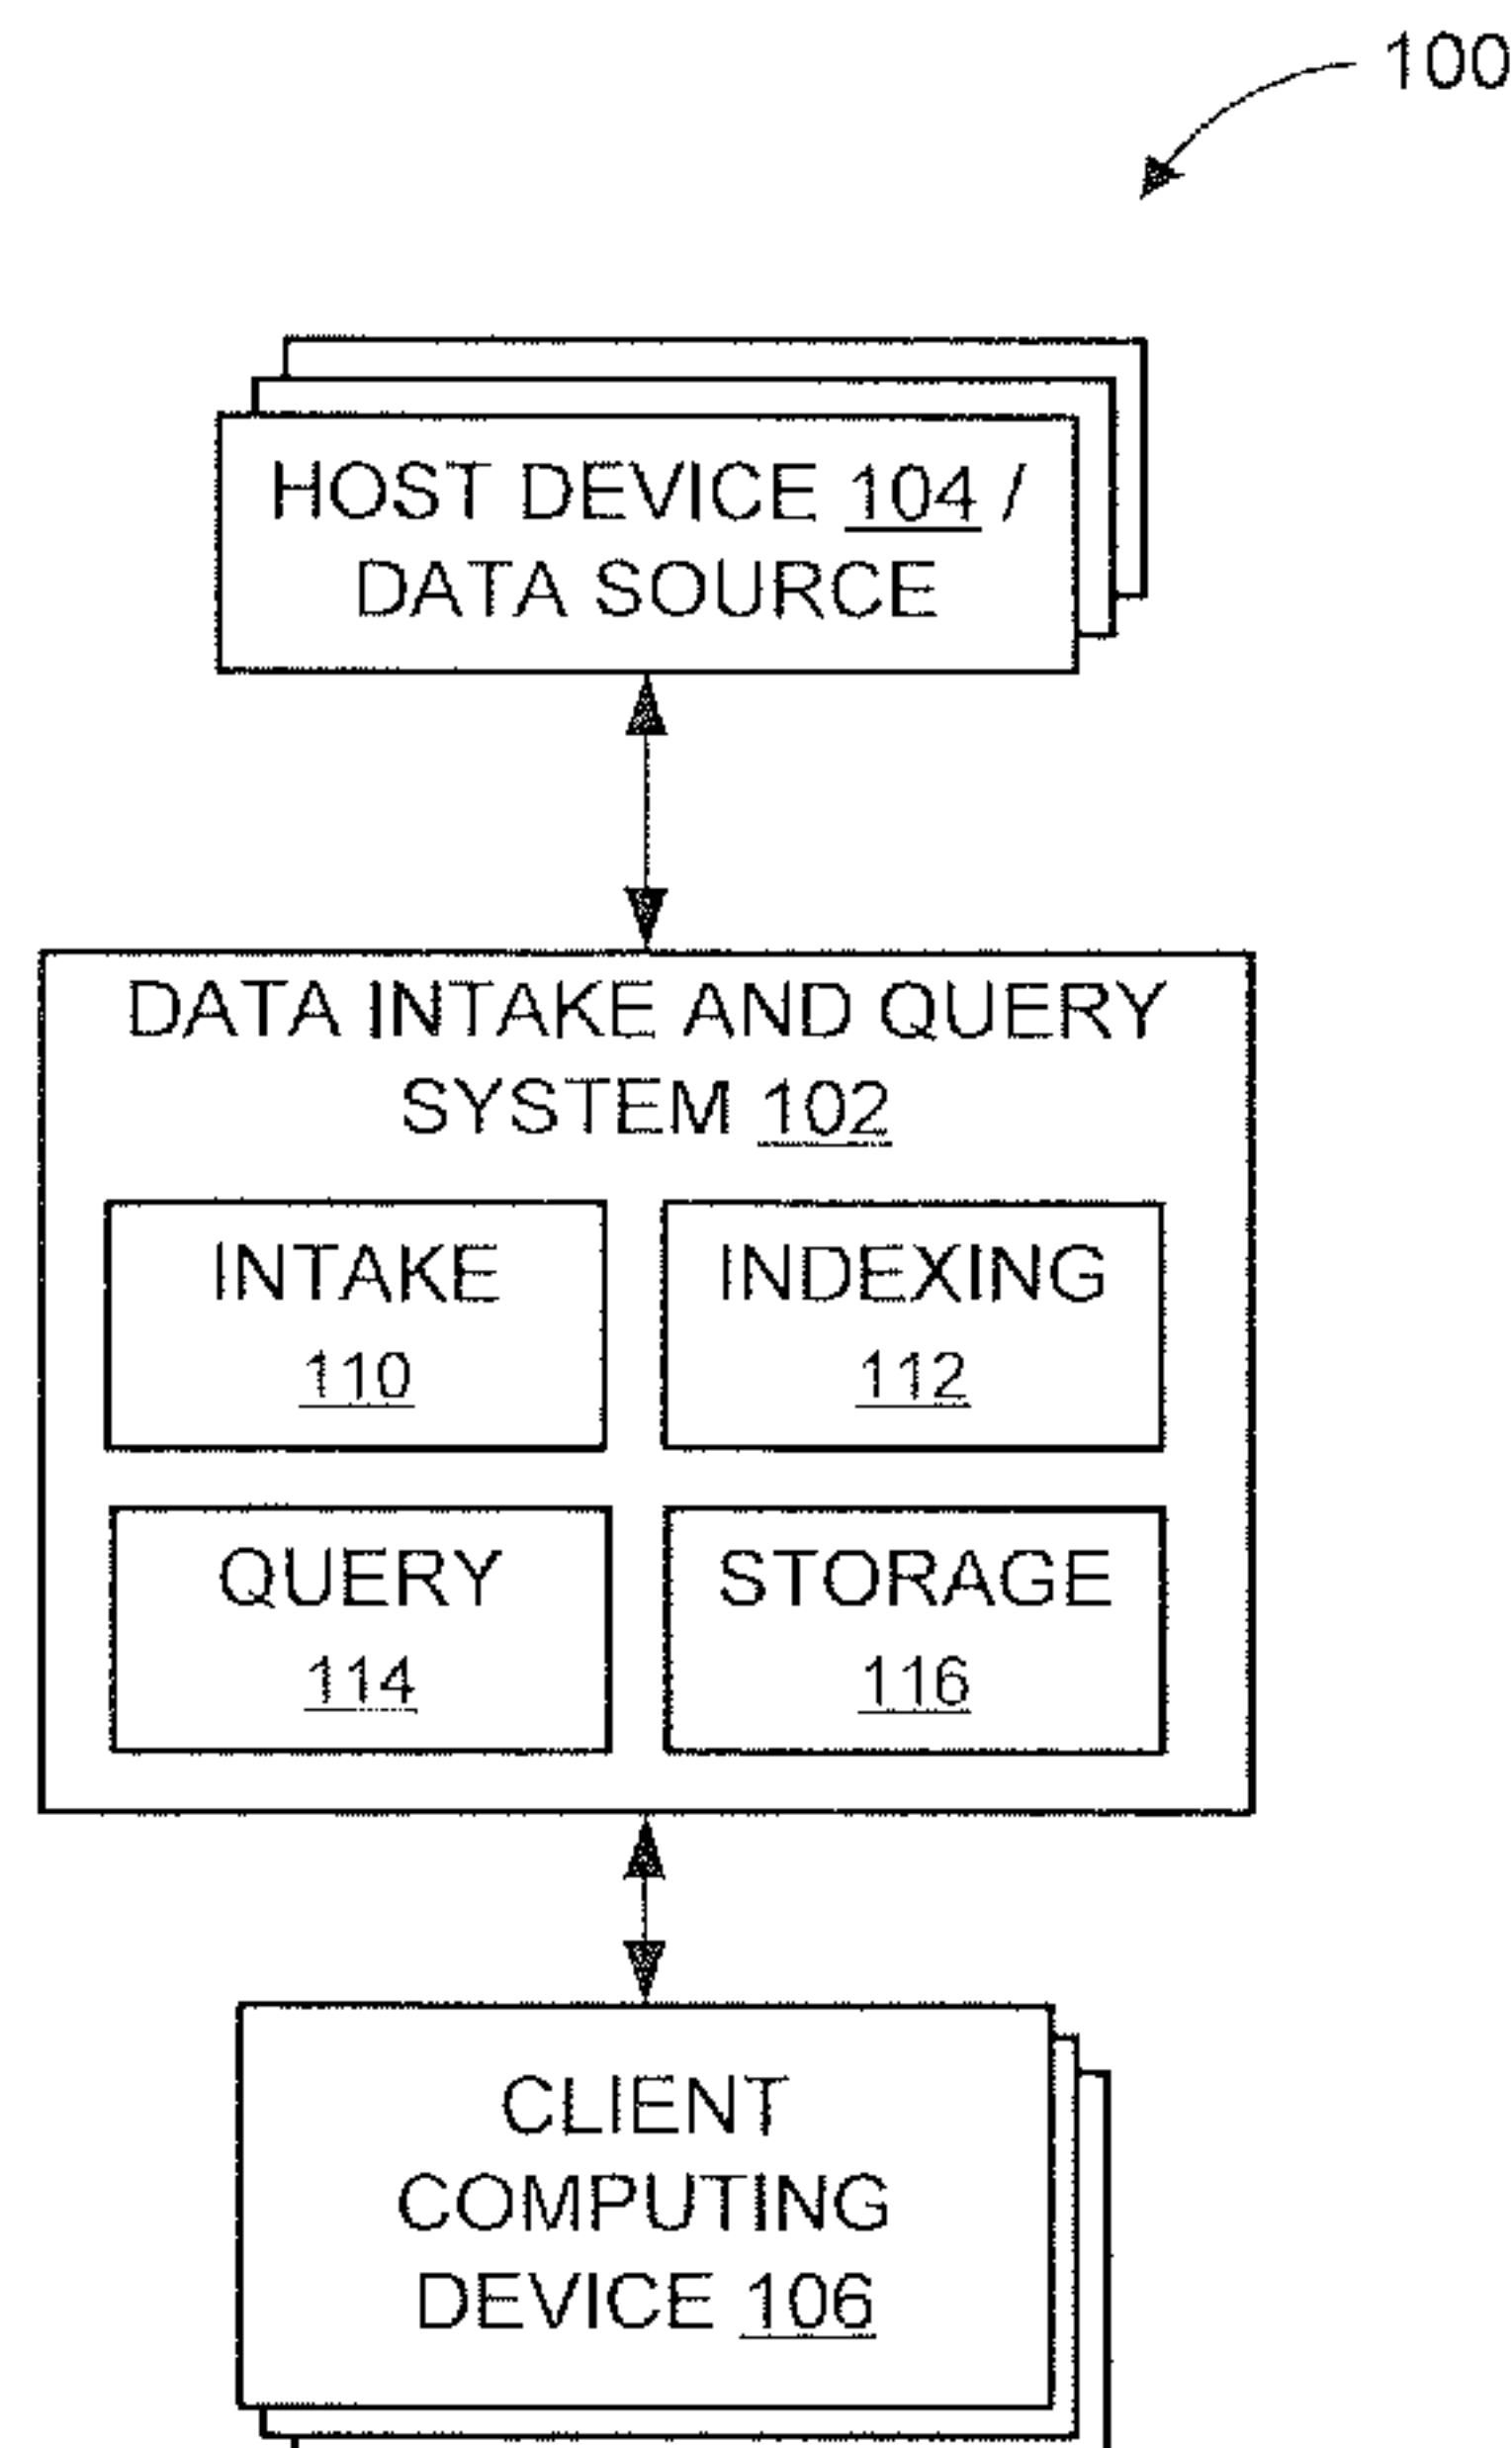 100
HOST DEVICE 104 /
DATA SOURCE
DATA INTAKE AND QUERY
SYSTEM 102
INTAKE
110
INDEXING
112
QUERY
114
STORAGE
116
CLIENT
COMPUTING
DEVICE 106